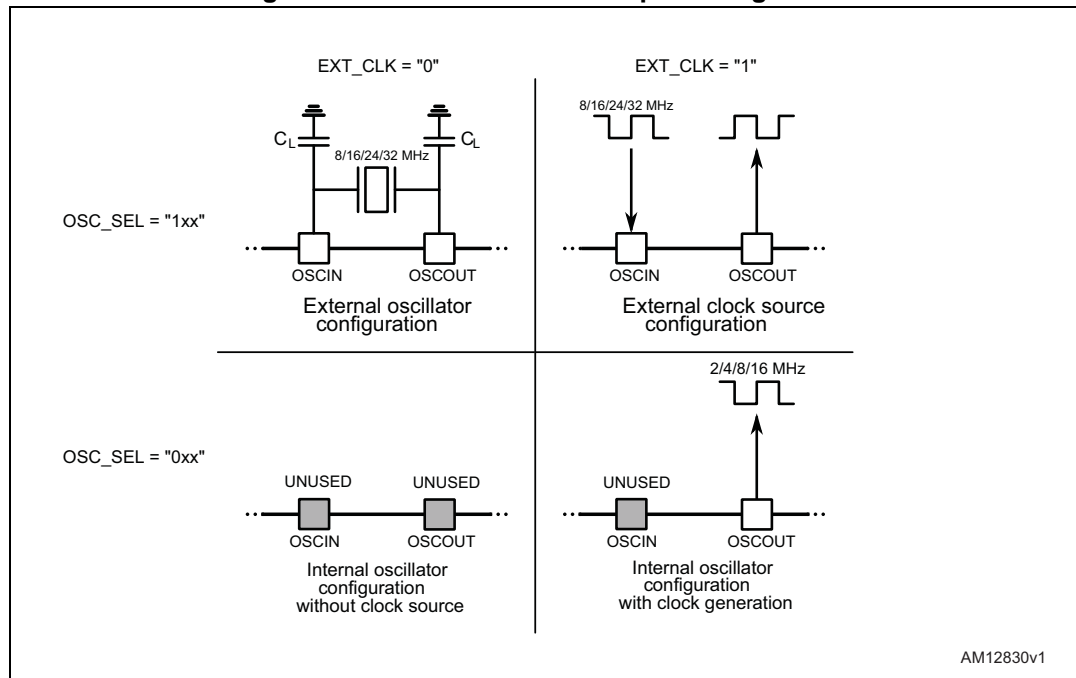 EXT_CLK = "0"
EXT_CLK = "1"
8/16/24/32 MHz
C_L
C_L
8/16/24/32 MHz
OSC_SEL = "1xx"
OSCIN
OSCOUT
OSCIN
OSCOUT
External oscillator
configuration
External clock source
configuration
2/4/8/16 MHz
OSC_SEL = "0xx"
UNUSED
UNUSED
UNUSED
OSCIN
OSCOUT
OSCIN
OSCOUT
Internal oscillator
configuration
without clock source
Internal oscillator
configuration
with clock generation
AM12830v1